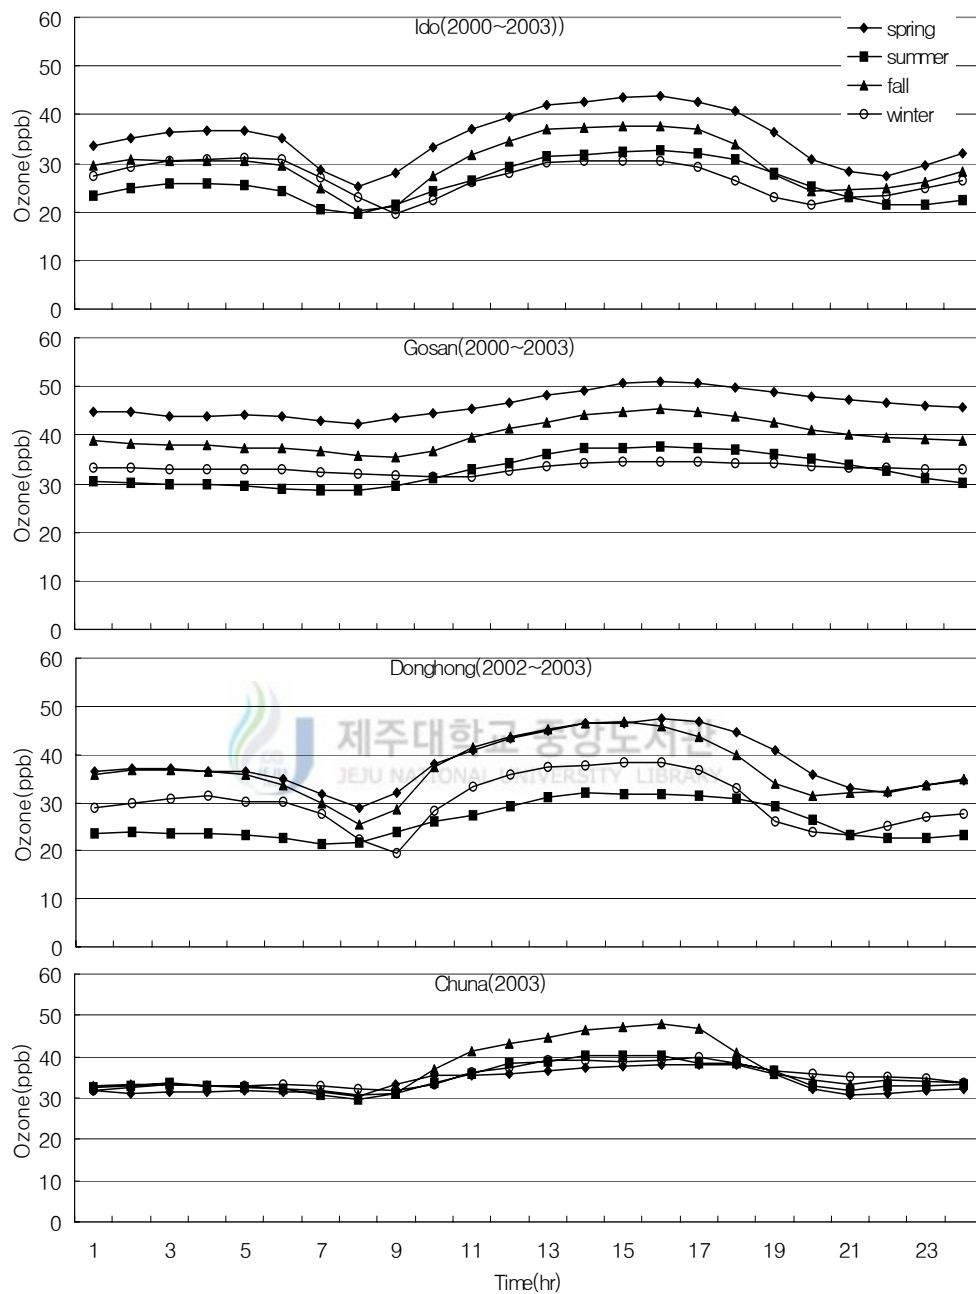 Ido(2000~2003))
spring
summer
fall
winter
Ozone(ppb)
60
50
40
30
20
10
0
Gosan(2000~2003)
Ozone(ppb)
60
50
40
30
20
10
0
Donghong(2002~2003)
Ozone(ppb)
60
50
40
30
20
10
0
제주대학교 중앙도서관
JEJU NATIONAL UNIVERSITY LIBRARY
Chuna(2003)
Ozone(ppb)
60
50
40
30
20
10
0
1 3 5 7 9 11 13 15 17 19 21 23
Time(hr)